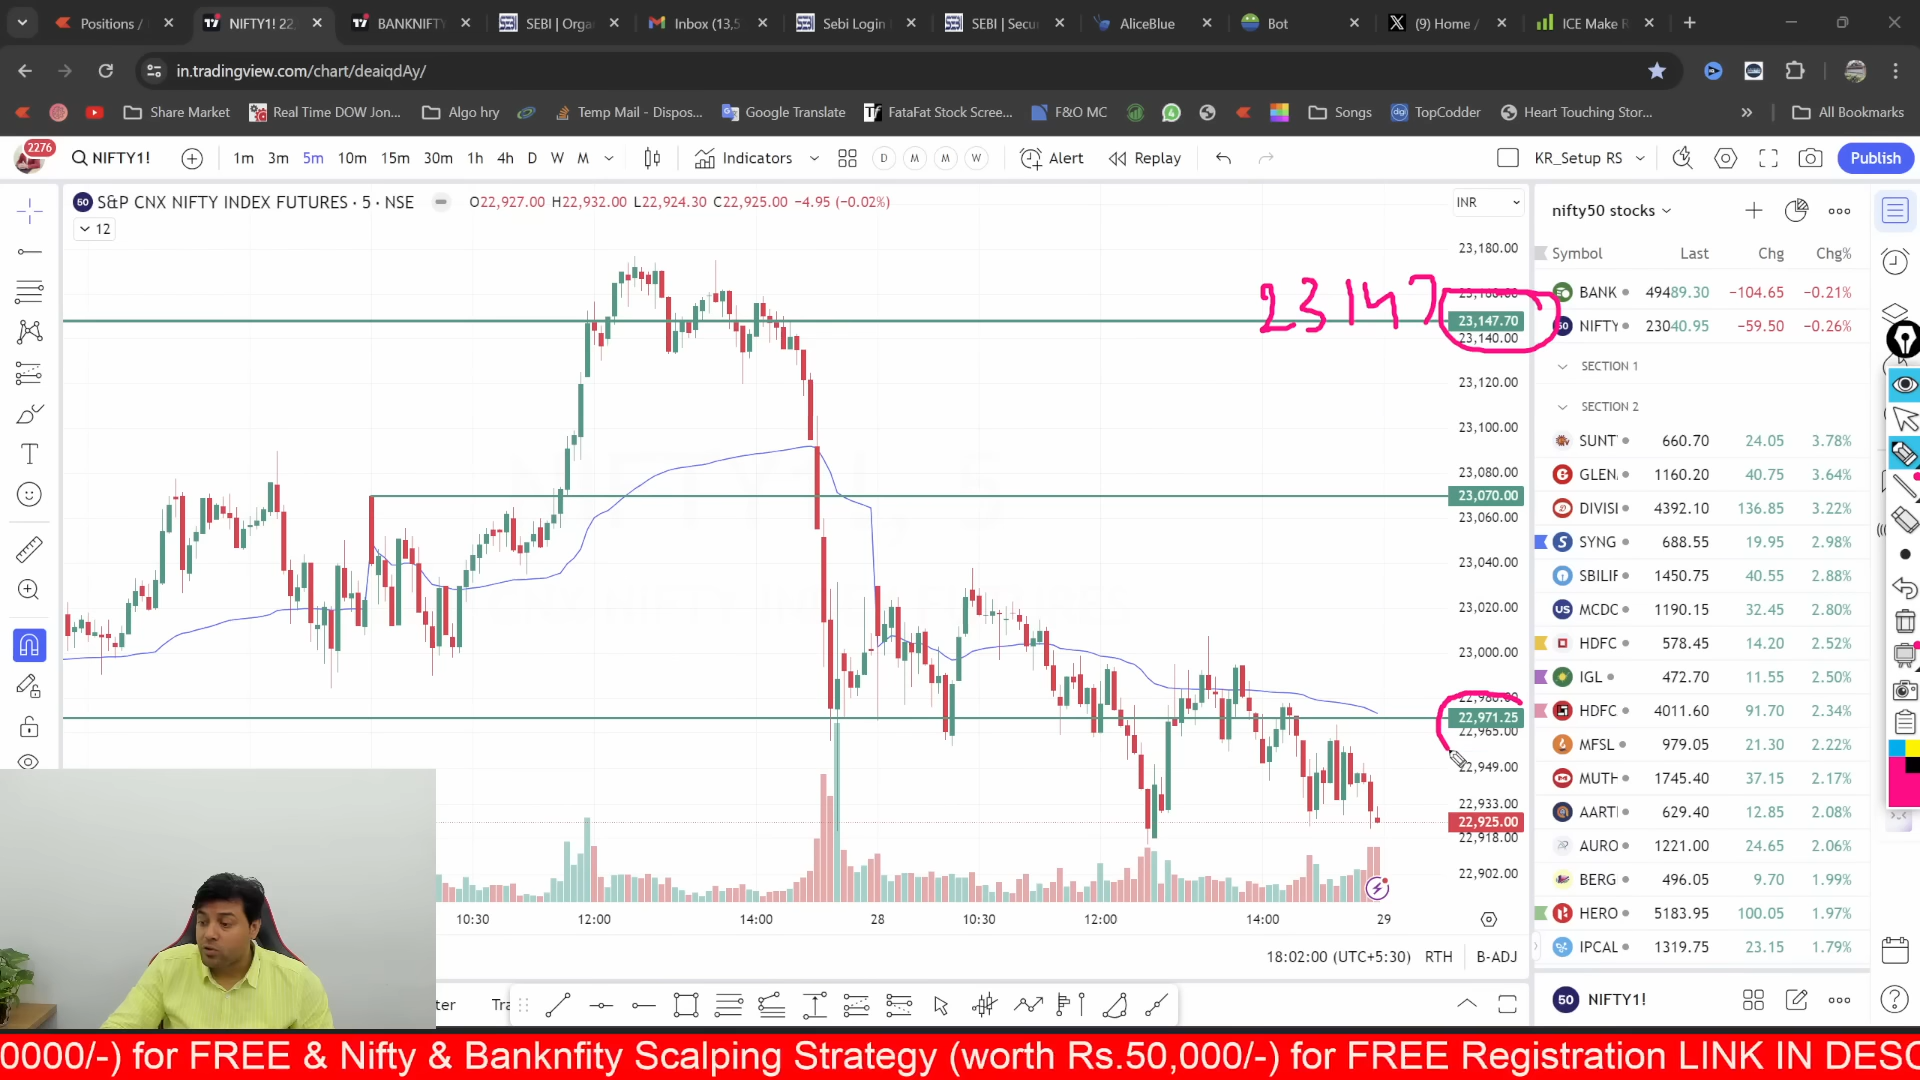 Positions /
NIFTY1! 22,
BANKNIFTY
SEBI | Orga
Inbox (13,5
Sebi Login
SEBI | Secu
AliceBlue
Bot
(9) Home /
ICE Make R
in.tradingview.com/chart/deaiqdAy/
Share Market
Real Time DOW Jon...
Algo hry
Temp Mail - Dispos...
Google Translate
FataFat Stock Scree...
F&O MC
Songs
TopCodder
Heart Touching Stor...
All Bookmarks
2276
NIFTY1!
1m 3m 5m 10m 15m 30m 1h 4h D W M
Indicators
D M M W
Alert
Replay
KR_Setup RS
Publish
50 S&P CNX NIFTY INDEX FUTURES · 5 · NSE
O22,927.00 H22,932.00 L22,924.30 C22,925.00 −4.95 (−0.02%)
12
INR
23,180.00
23147
23,147.70
23,140.00
23,120.00
23,100.00
23,080.00
23,070.00
23,060.00
23,040.00
23,020.00
23,000.00
22,980.00
22,971.25
22,965.00
22,949.00
22,933.00
22,925.00
22,918.00
22,902.00
10:30 12:00 14:00 28 10:30 12:00 14:00 29
18:02:00 (UTC+5:30) RTH B-ADJ
nifty50 stocks
Symbol Last Chg Chg%
BANK 49489.30 −104.65 −0.21%
NIFTY 23040.95 −59.50 −0.26%
SECTION 1
SECTION 2
SUNT 660.70 24.05 3.78%
GLEN 1160.20 40.75 3.64%
DIVISI 4392.10 136.85 3.22%
SYNG 688.55 19.95 2.98%
SBILIF 1450.75 40.55 2.88%
MCDC 1190.15 32.45 2.80%
HDFC 578.45 14.20 2.52%
IGL 472.70 11.55 2.50%
HDFC 4011.60 91.70 2.34%
MFSL 979.05 21.30 2.22%
MUTH 1745.40 37.15 2.17%
AARTI 629.40 12.85 2.08%
AURO 1221.00 24.65 2.06%
BERG 496.05 9.70 1.99%
HERO 5183.95 100.05 1.97%
IPCAL 1319.75 23.15 1.79%
50 NIFTY1!
ter Tra
0000/-) for FREE & Nifty & Banknfity Scalping Strategy (worth Rs.50,000/-) for FREE Registration LINK IN DESC